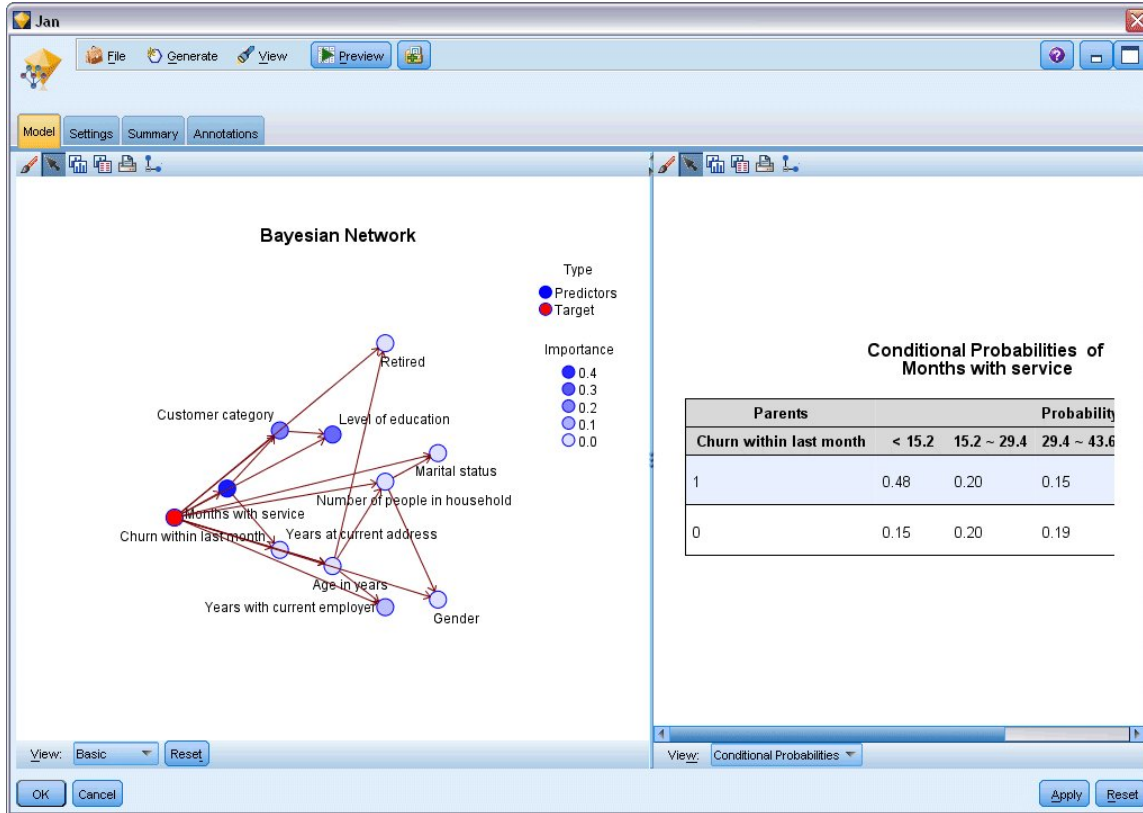 Jan
File Generate View Preview
Model Settings Summary Annotations
Bayesian Network
Type
Predictors
Target
Importance
0.4
0.3
0.2
0.1
0.0
Retired
Customer category
Level of education
Marital status
Number of people in household
Months with service
Churn within last month
Years at current address
Age in years
Years with current employer
Gender
View: Basic Reset
Conditional Probabilities of
Months with service
Parents Probability
Churn within last month < 15.2 15.2 ~ 29.4 29.4 ~ 43.6
1 0.48 0.20 0.15
0 0.15 0.20 0.19
View: Conditional Probabilities
OK Cancel Apply Reset